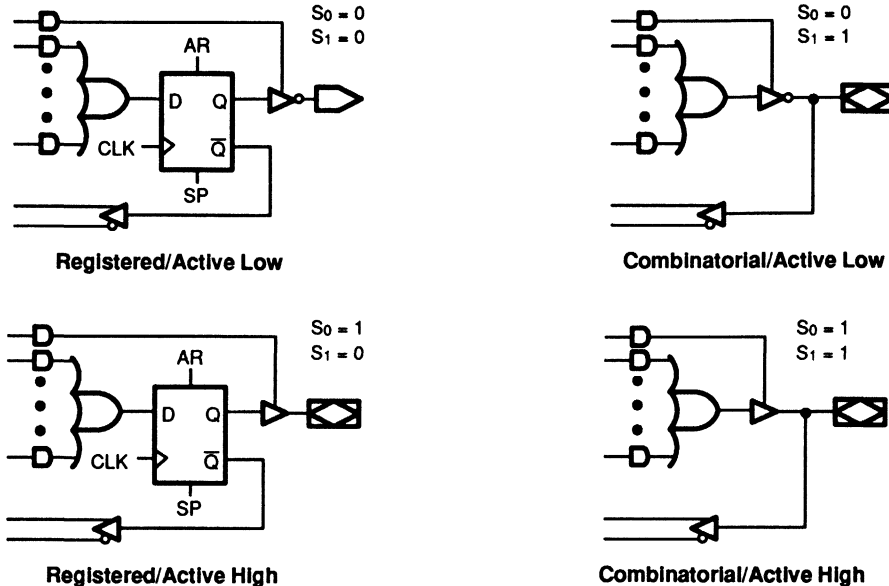 S0 = 0
S1 = 0
AR
D Q
CLK Q̅
SP
Registered/Active Low
S0 = 0
S1 = 1
Combinatorial/Active Low
S0 = 1
S1 = 0
AR
D Q
CLK Q̅
SP
Registered/Active High
S0 = 1
S1 = 1
Combinatorial/Active High